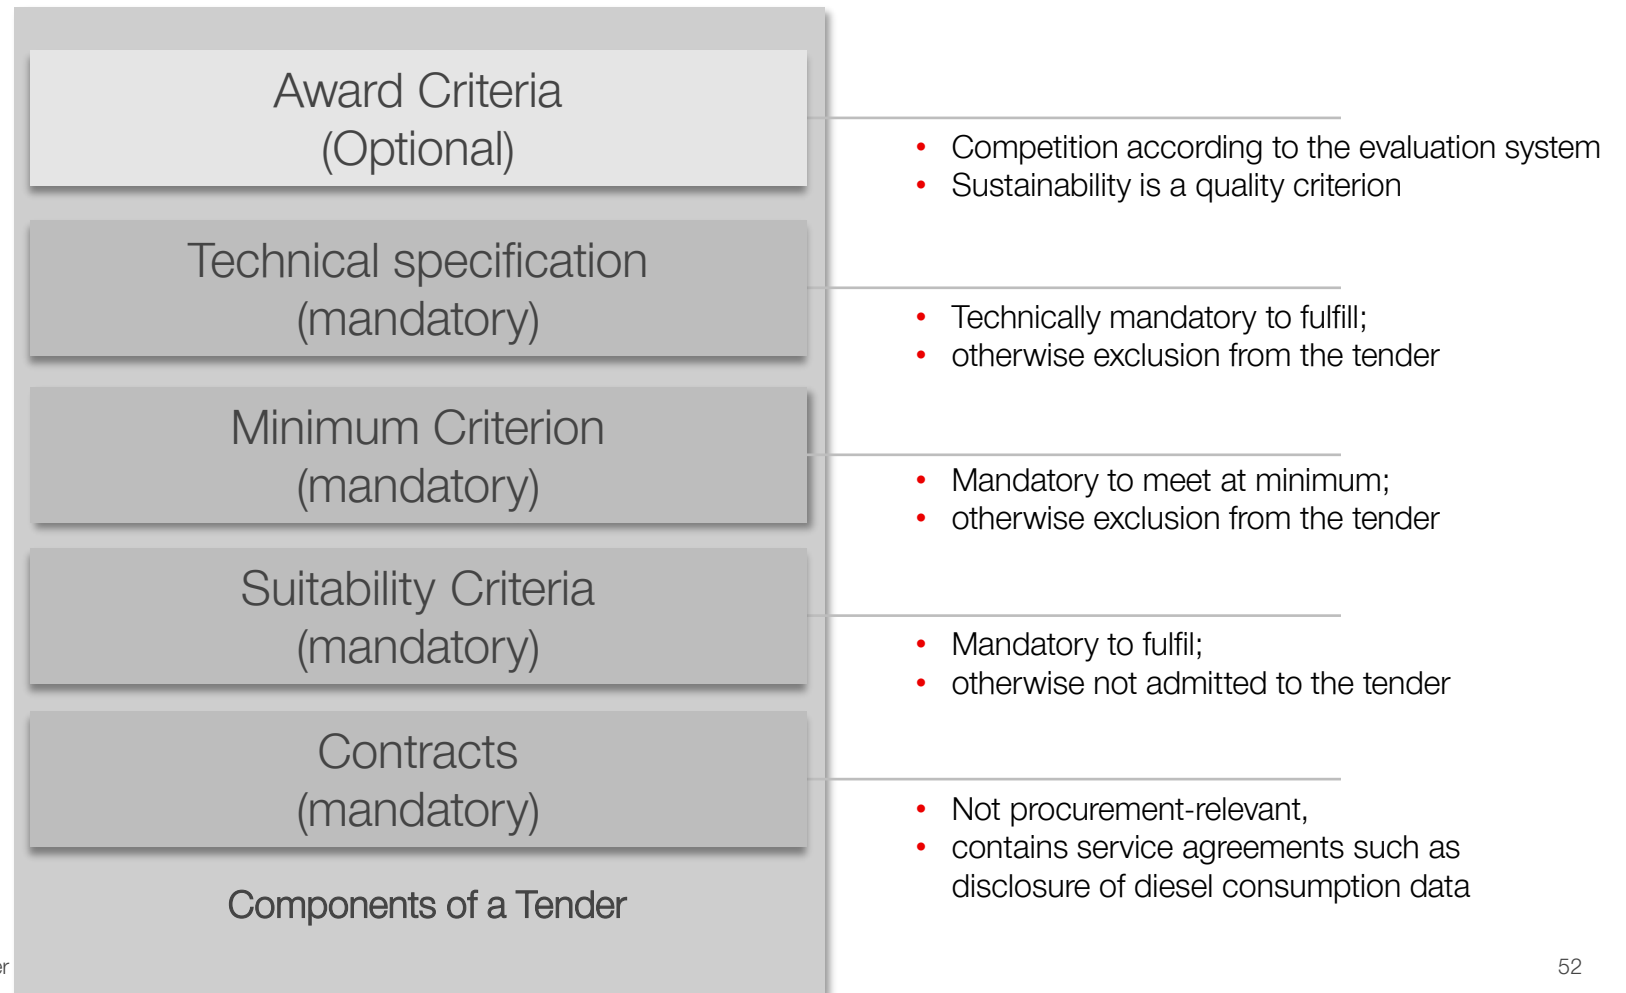 Award Criteria
(Optional)
• Competition according to the evaluation system
• Sustainability is a quality criterion
Technical specification
(mandatory)
• Technically mandatory to fulfill;
• otherwise exclusion from the tender
Minimum Criterion
(mandatory)
• Mandatory to meet at minimum;
• otherwise exclusion from the tender
Suitability Criteria
(mandatory)
• Mandatory to fulfil;
• otherwise not admitted to the tender
Contracts
(mandatory)
• Not procurement-relevant,
• contains service agreements such as
disclosure of diesel consumption data
Components of a Tender
52